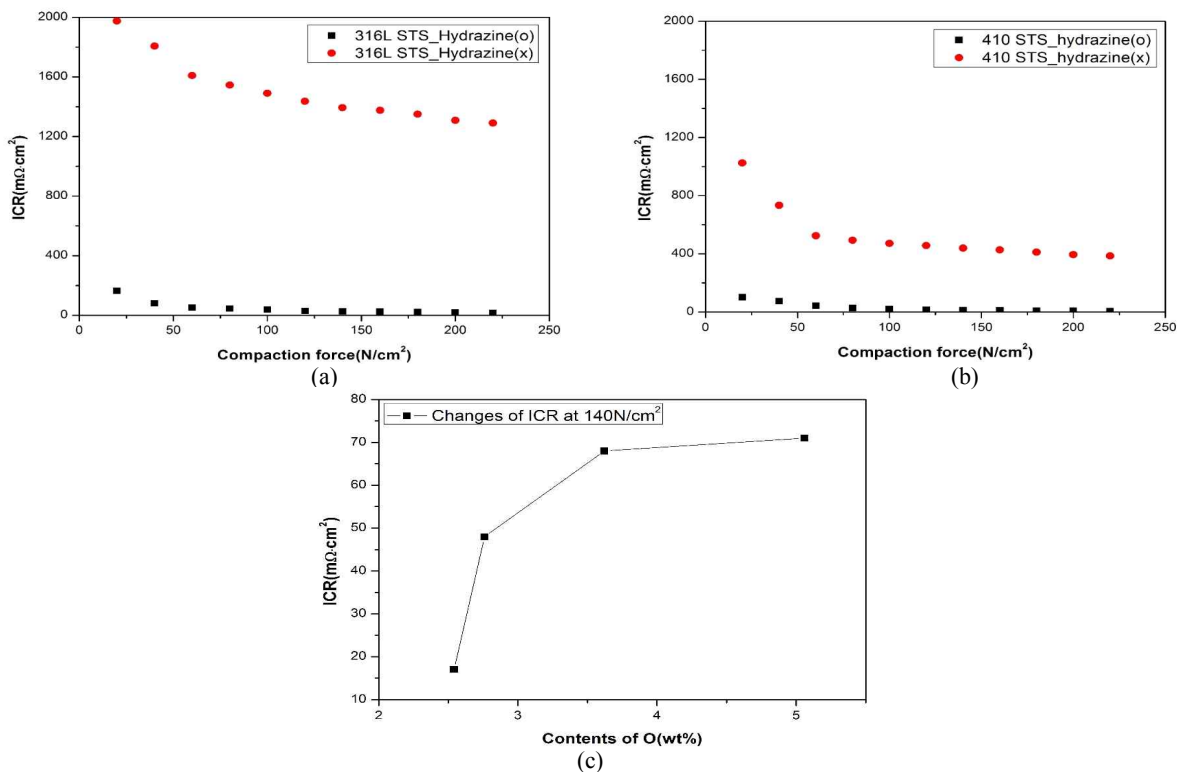 2000
1600
1200
800
400
0
ICR(mΩ·cm²)
316L STS_Hydrazine(o)
316L STS_Hydrazine(x)
0 50 100 150 200 250
Compaction force(N/cm²)
(a)
2000
1600
1200
800
400
0
ICR(mΩ·cm²)
410 STS_hydrazine(o)
410 STS_hydrazine(x)
0 50 100 150 200 250
Compaction force(N/cm²)
(b)
80
70
60
50
40
30
20
10
ICR(mΩ·cm²)
Changes of ICR at 140N/cm²
2 3 4 5
Contents of O(wt%)
(c)